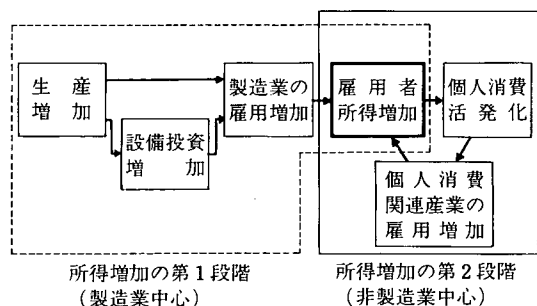 生産
増加
設備投資
増加
製造業の
雇用増加
雇用者
所得増加
個人消費
活発化
個人消費
関連産業の
雇用増加
所得増加の第1段階
（製造業中心）
所得増加の第2段階
（非製造業中心）